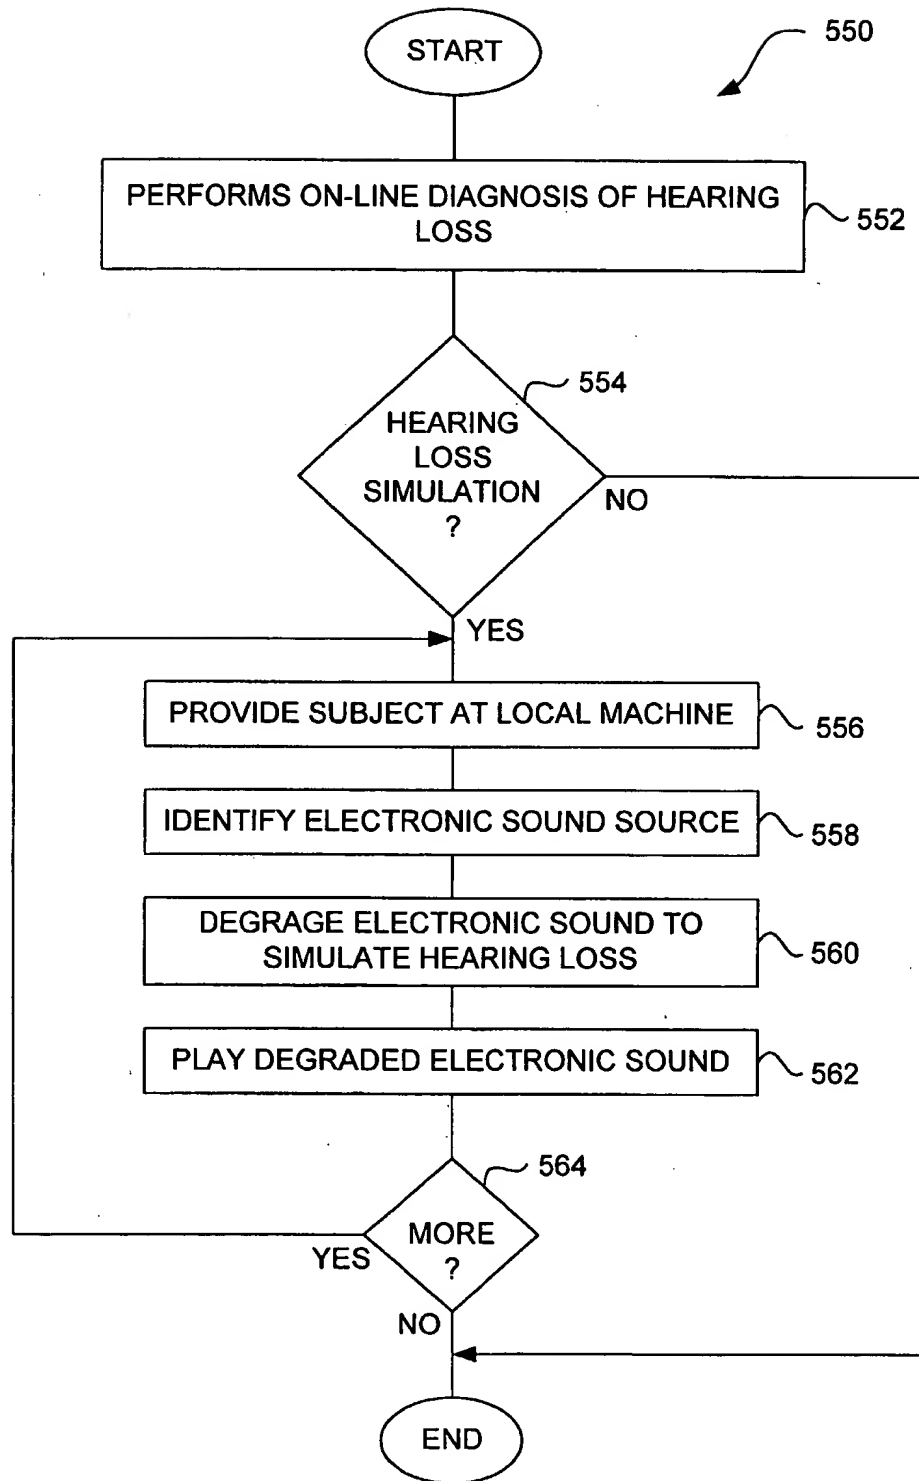 START
550
PERFORMS ON-LINE DIAGNOSIS OF HEARING
LOSS
552
554
HEARING
LOSS
SIMULATION
?
NO
YES
PROVIDE SUBJECT AT LOCAL MACHINE
556
IDENTIFY ELECTRONIC SOUND SOURCE
558
DEGRAGE ELECTRONIC SOUND TO
SIMULATE HEARING LOSS
560
PLAY DEGRADED ELECTRONIC SOUND
562
564
MORE
?
YES
NO
END